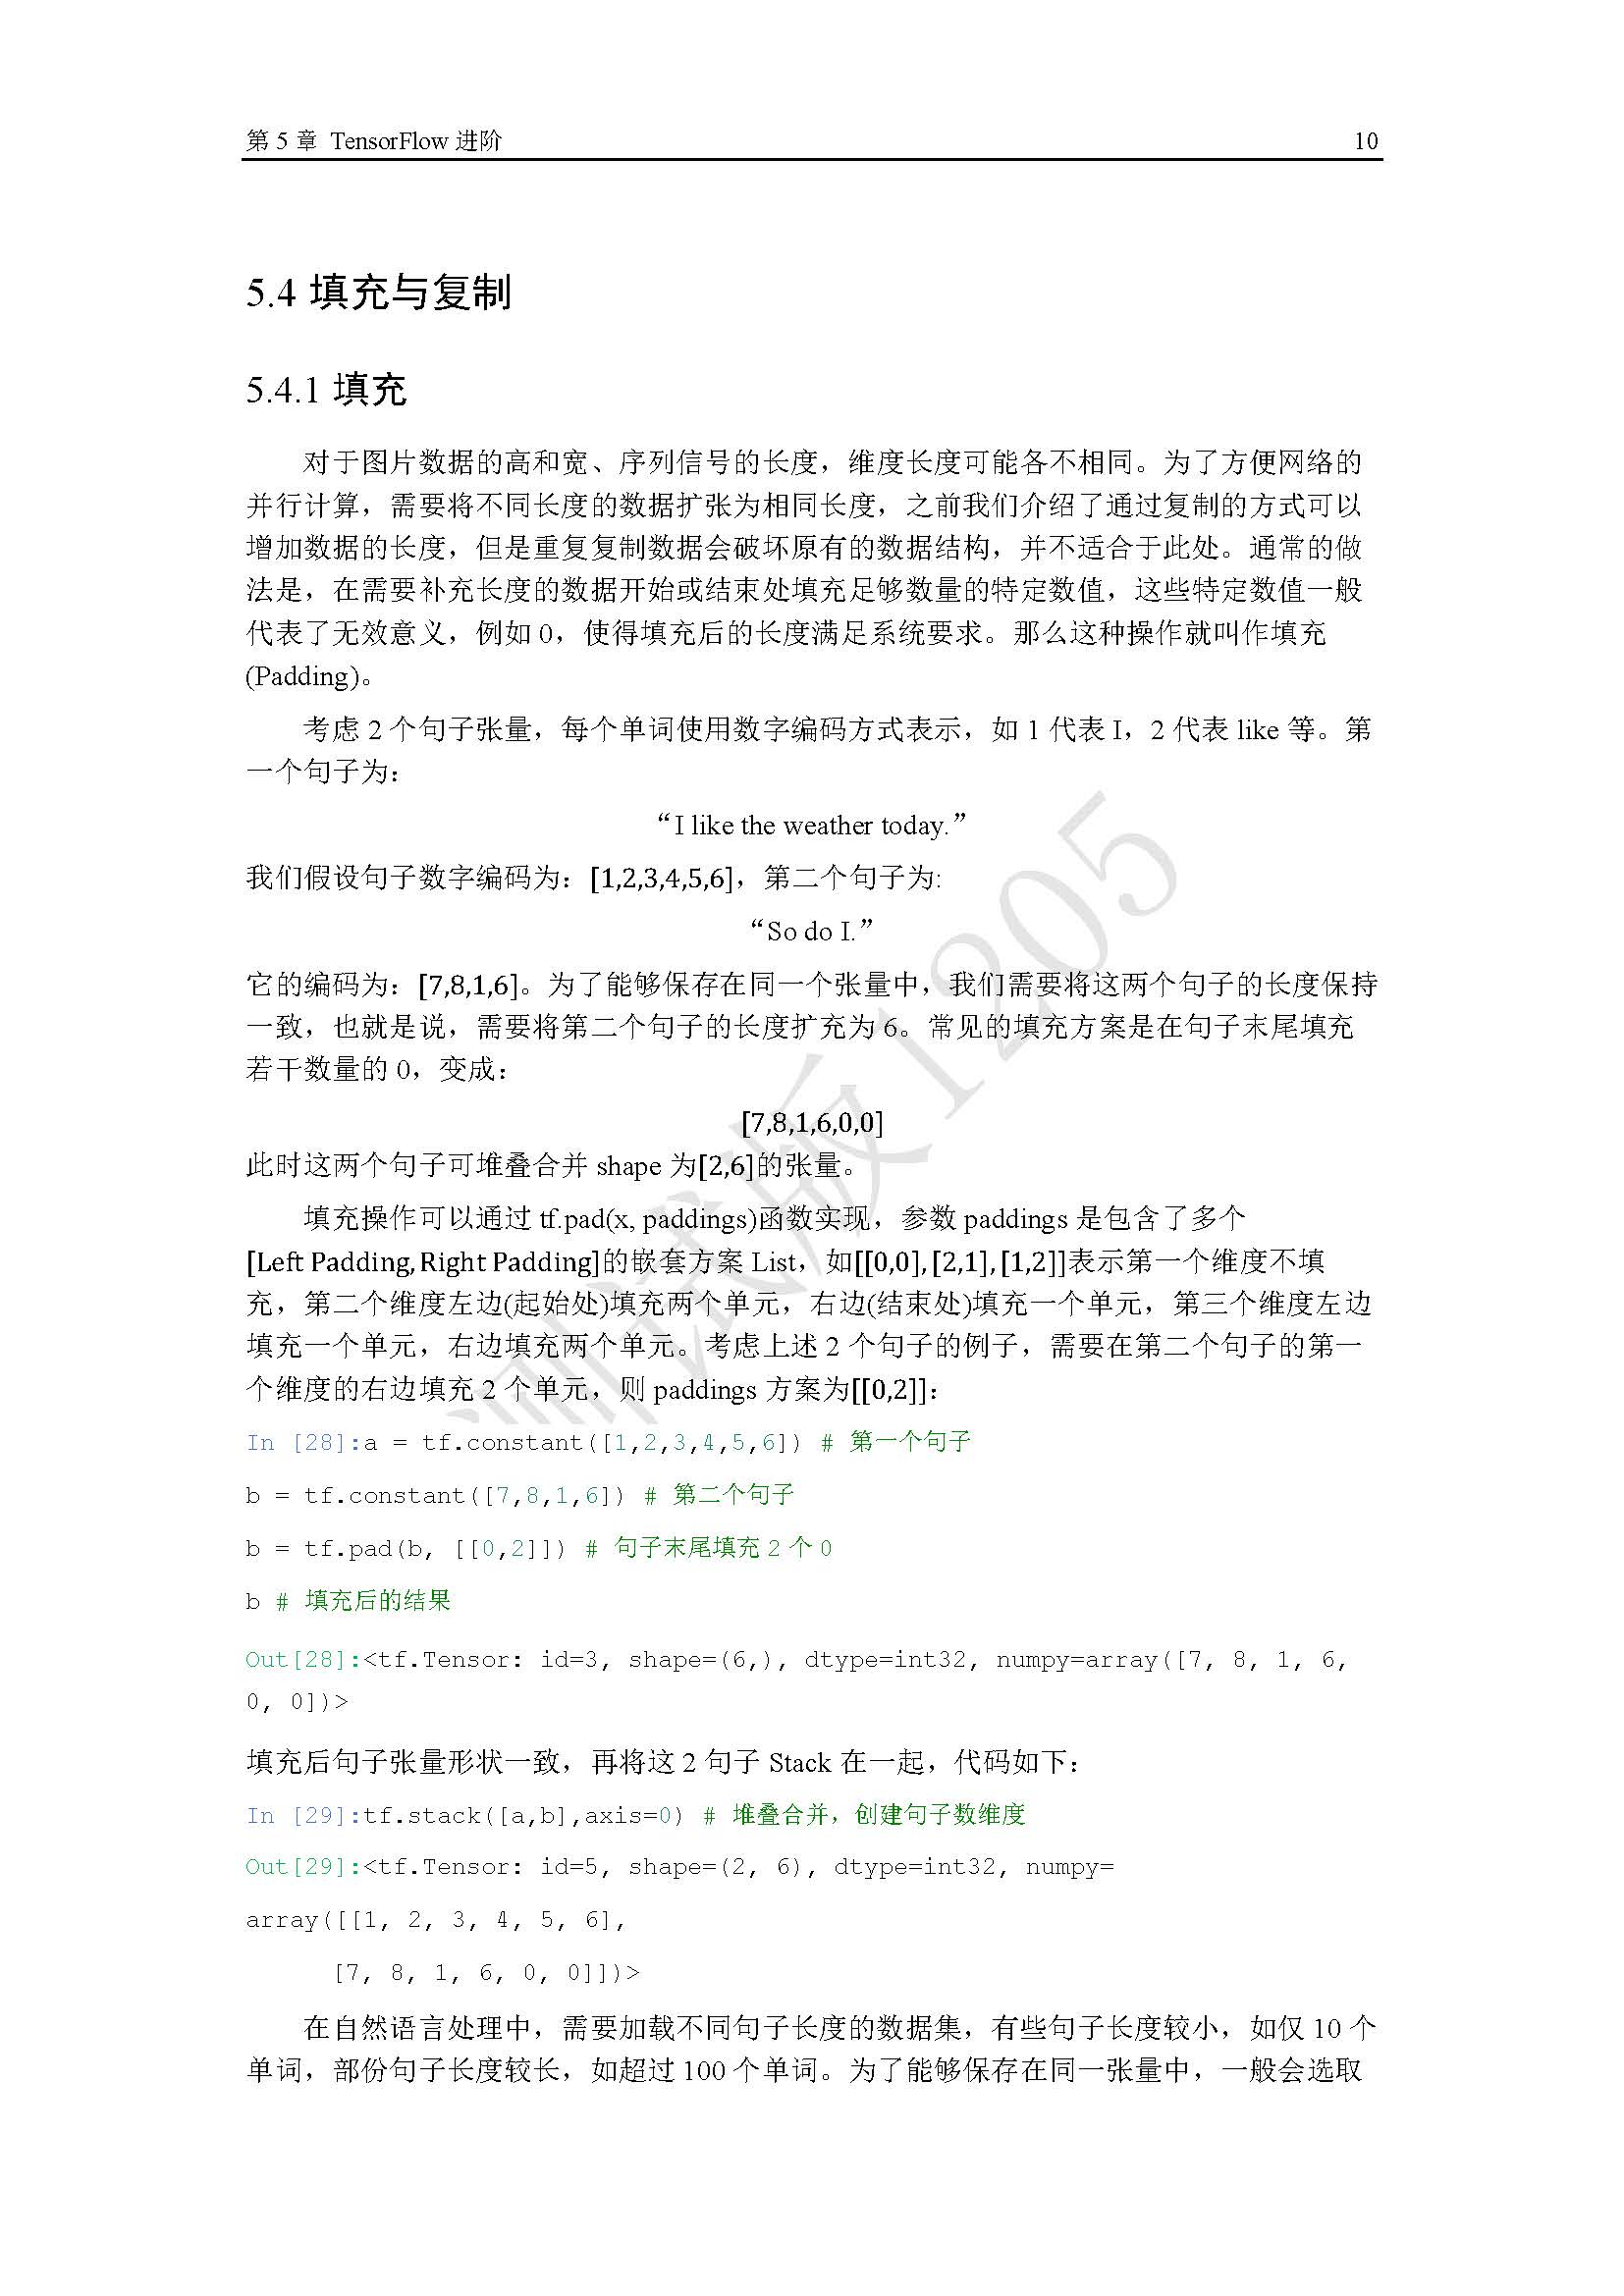 第 5 章 TensorFlow 进阶 10
5.4 填充与复制
5.4.1 填充
对于图片数据的高和宽、序列信号的长度，维度长度可能各不相同。为了方便网络的
并行计算，需要将不同长度的数据扩张为相同长度，之前我们介绍了通过复制的方式可以
增加数据的长度，但是重复复制数据会破坏原有的数据结构，并不适合于此处。通常的做
法是，在需要补充长度的数据开始或结束处填充足够数量的特定数值，这些特定数值一般
代表了无效意义，例如 0，使得填充后的长度满足系统要求。那么这种操作就叫作填充
(Padding)。
考虑 2 个句子张量，每个单词使用数字编码方式表示，如 1 代表 I，2 代表 like 等。第
一个句子为：
“I like the weather today.”
我们假设句子数字编码为：[1,2,3,4,5,6]，第二个句子为:
“So do I.”
它的编码为：[7,8,1,6]。为了能够保存在同一个张量中，我们需要将这两个句子的长度保持
一致，也就是说，需要将第二个句子的长度扩充为 6。常见的填充方案是在句子末尾填充
若干数量的 0，变成：
[7,8,1,6,0,0]
此时这两个句子可堆叠合并 shape 为[2,6]的张量。
填充操作可以通过 tf.pad(x, paddings)函数实现，参数 paddings 是包含了多个
[Left Padding, Right Padding]的嵌套方案 List，如[[0,0], [2,1], [1,2]]表示第一个维度不填
充，第二个维度左边(起始处)填充两个单元，右边(结束处)填充一个单元，第三个维度左边
填充一个单元，右边填充两个单元。考虑上述 2 个句子的例子，需要在第二个句子的第一
个维度的右边填充 2 个单元，则 paddings 方案为[[0,2]]：
In [28]:a = tf.constant([1,2,3,4,5,6]) # 第一个句子
b = tf.constant([7,8,1,6]) # 第二个句子
b = tf.pad(b, [[0,2]]) # 句子末尾填充 2 个 0
b # 填充后的结果
Out[28]:<tf.Tensor: id=3, shape=(6,), dtype=int32, numpy=array([7, 8, 1, 6,
0, 0])>
填充后句子张量形状一致，再将这 2 句子 Stack 在一起，代码如下：
In [29]:tf.stack([a,b],axis=0) # 堆叠合并，创建句子数维度
Out[29]:<tf.Tensor: id=5, shape=(2, 6), dtype=int32, numpy=
array([[1, 2, 3, 4, 5, 6],
[7, 8, 1, 6, 0, 0]])>
在自然语言处理中，需要加载不同句子长度的数据集，有些句子长度较小，如仅 10 个
单词，部份句子长度较长，如超过 100 个单词。为了能够保存在同一张量中，一般会选取
测试版1205